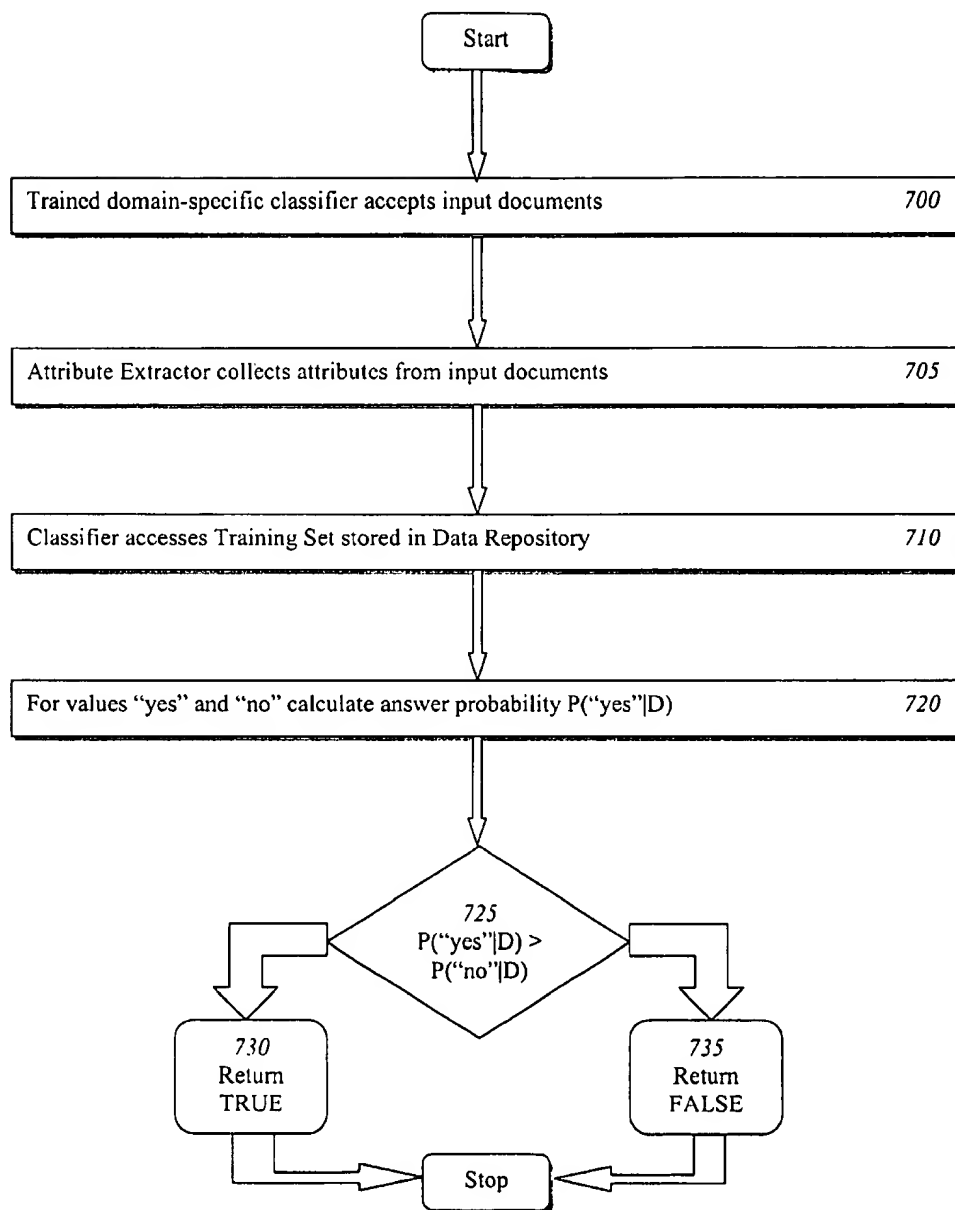 Start
Trained domain-specific classifier accepts input documents 700
Attribute Extractor collects attributes from input documents 705
Classifier accesses Training Set stored in Data Repository 710
For values “yes” and “no” calculate answer probability P(“yes”|D) 720
725
P(“yes”|D) >
P(“no”|D)
730
Return
TRUE
735
Return
FALSE
Stop